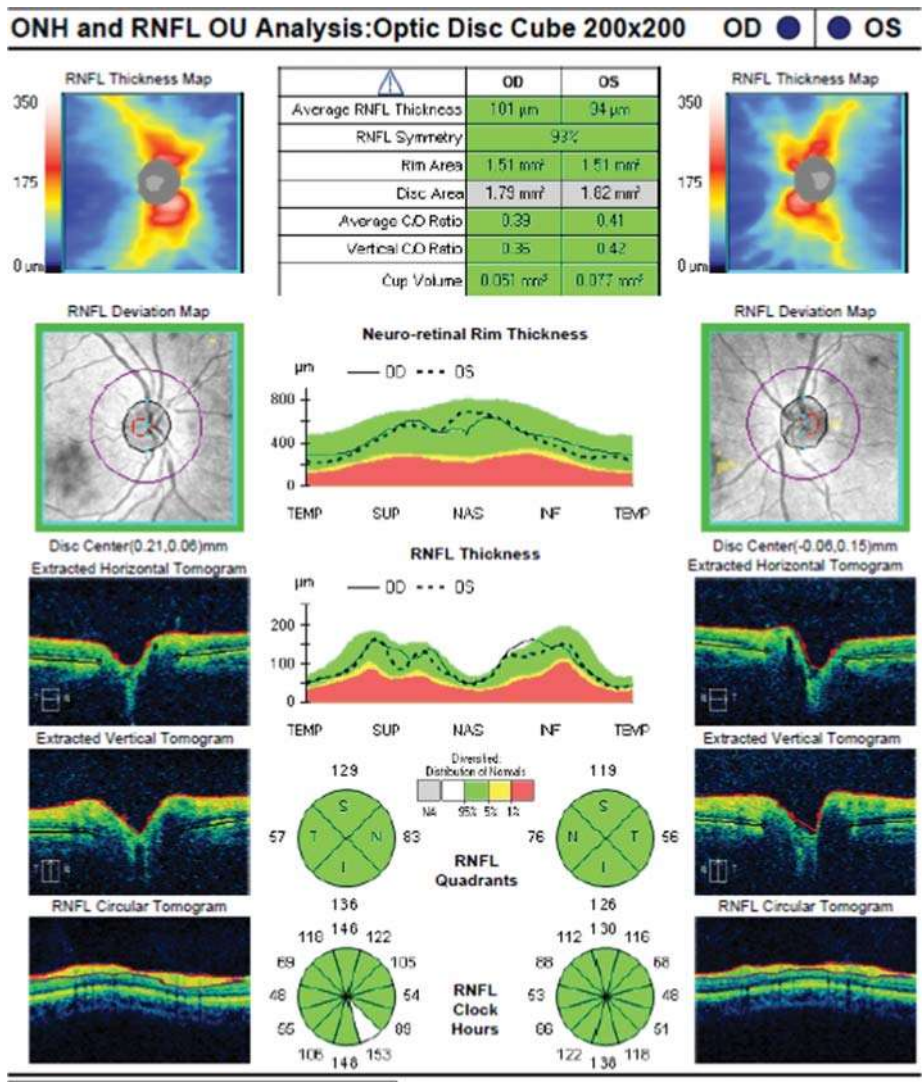 ONH and RNFL OU Analysis:Optic Disc Cube 200x200 OD OS
RNFL Thickness Map
350
175
0 µm
OD OS
Average RNFL Thickness 101 µm 94 µm
RNFL Symmetry 93%
Rim Area 1.51 mm² 1.51 mm²
Disc Area 1.79 mm² 1.82 mm²
Average C/D Ratio 0.39 0.41
Vertical C/D Ratio 0.36 0.42
Cup Volume 0.051 mm³ 0.077 mm³
RNFL Thickness Map
350
175
0 µm
RNFL Deviation Map
Disc Center(0.21,0.06)mm
Neuro-retinal Rim Thickness
µm OD OS
800
400
0
TEMP SUP NAS INF TEMP
RNFL Deviation Map
Disc Center(-0.06,0.15)mm
Extracted Horizontal Tomogram
RNFL Thickness
µm OD OS
200
100
0
TEMP SUP NAS INF TEMP
Extracted Horizontal Tomogram
Extracted Vertical Tomogram
Diversified:
Distribution of Normals
NA 95% 5% 1%
Extracted Vertical Tomogram
129
S
57 T N 83
I
136
RNFL
Quadrants
119
S
76 N T 56
I
126
RNFL Circular Tomogram
146
118 122
69 105
48 54
55 89
106 153
148
RNFL
Clock
Hours
130
112 116
88 68
53 48
66 51
122 118
138
RNFL Circular Tomogram